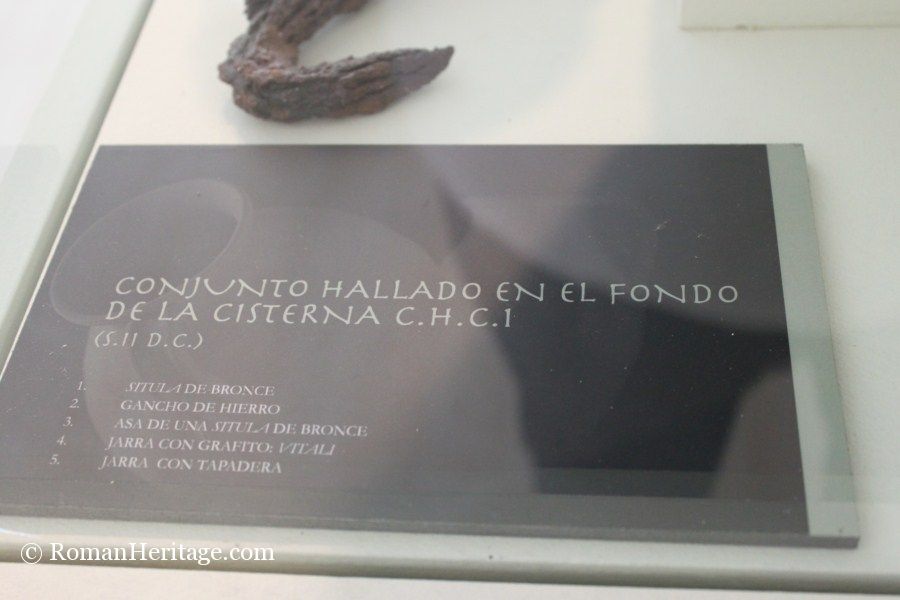 CONJUNTO HALLADO EN EL FONDO
DE LA CISTERNA C.H.C.1
(S.II D.C.)
1. SITULA DE BRONCE
2. GANCHO DE HIERRO
3. ASA DE UNA SITULA DE BRONCE
4. JARRA CON GRAFITO: VITALI
5. JARRA CON TAPADERA
© RomanHeritage.com